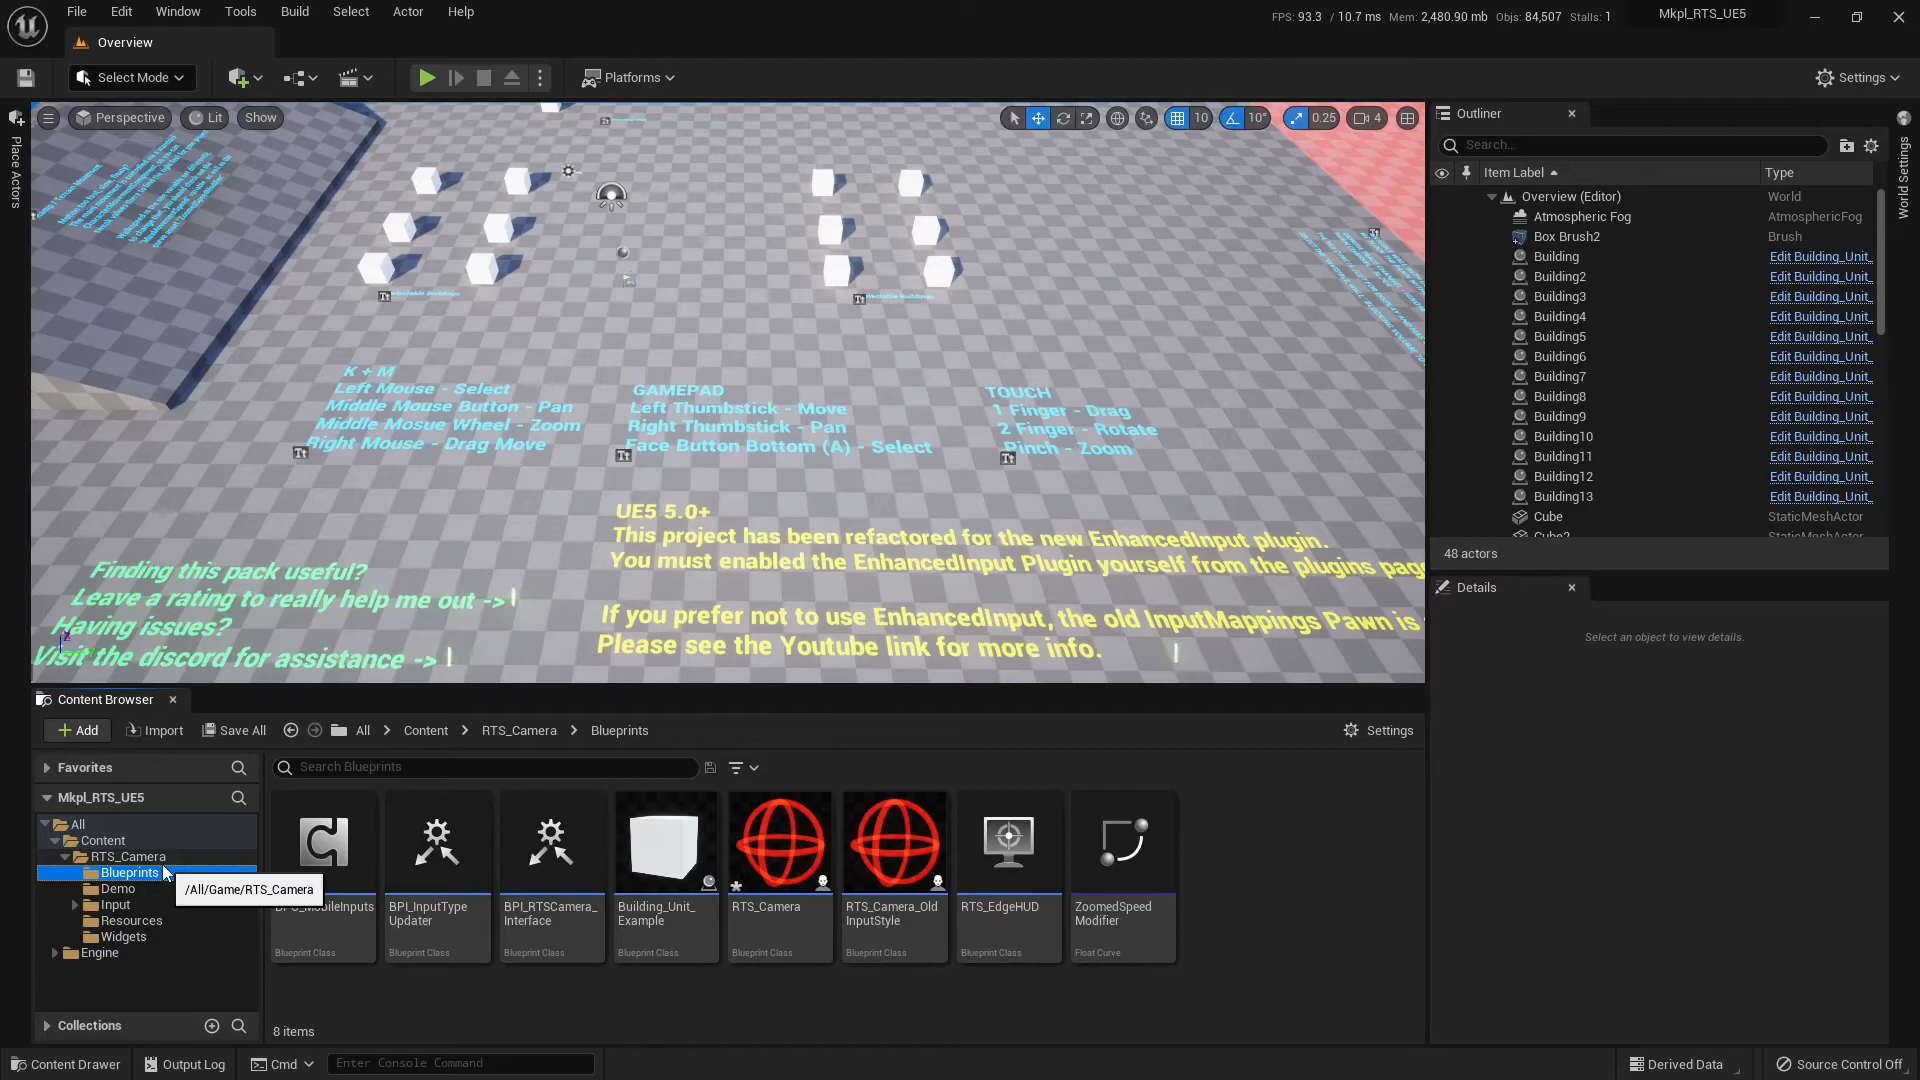 File Edit Window Tools Build Select Actor Help
FPS: 93.3 / 10.7 ms Mem: 2,480.90 mb Objs: 84,507 Stalls: 1
Mkpl_RTS_UE5
Overview
Select Mode
Platforms
Settings
Place Actors
Perspective
Lit
Show
10
10°
0.25
4
K + M
Left Mouse - Select
Middle Mouse Button - Pan
Middle Mosue Wheel - Zoom
Right Mouse - Drag Move
GAMEPAD
Left Thumbstick - Move
Right Thumbstick - Pan
Face Button Bottom (A) - Select
TOUCH
1 Finger - Drag
2 Finger - Rotate
Pinch - Zoom
UE5 5.0+
This project has been refactored for the new EnhancedInput plugin.
You must enabled the EnhancedInput Plugin yourself from the plugins page
If you prefer not to use EnhancedInput, the old InputMappings Pawn is
Please see the Youtube link for more info.
Finding this pack useful?
Leave a rating to really help me out ->
Having issues?
Visit the discord for assistance ->
Outliner
Search...
Item Label Type
Overview (Editor) World
Atmospheric Fog AtmosphericFog
Box Brush2 Brush
Building Edit Building_Unit_
Building2 Edit Building_Unit_
Building3 Edit Building_Unit_
Building4 Edit Building_Unit_
Building5 Edit Building_Unit_
Building6 Edit Building_Unit_
Building7 Edit Building_Unit_
Building8 Edit Building_Unit_
Building9 Edit Building_Unit_
Building10 Edit Building_Unit_
Building11 Edit Building_Unit_
Building12 Edit Building_Unit_
Building13 Edit Building_Unit_
Cube StaticMeshActor
Cube2 StaticMeshActor
48 actors
Details
Select an object to view details.
World Settings
Content Browser
Add Import Save All All Content RTS_Camera Blueprints
Settings
Favorites
Search Blueprints
Mkpl_RTS_UE5
All
Content
RTS_Camera
Blueprints
Demo
Input
Resources
Widgets
Engine
/All/Game/RTS_Camera
BPC_MobileInputs
Blueprint Class
BPI_InputType
Updater
Blueprint Class
BPI_RTSCamera_
Interface
Blueprint Class
Building_Unit_
Example
Blueprint Class
RTS_Camera
Blueprint Class
RTS_Camera_Old
InputStyle
Blueprint Class
RTS_EdgeHUD
Blueprint Class
ZoomedSpeed
Modifier
Float Curve
Collections
8 items
Content Drawer
Output Log
Cmd
Enter Console Command
Derived Data
Source Control Off